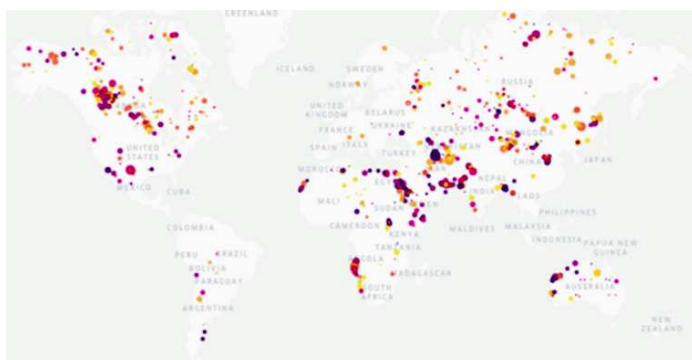 GREENLAND
ICELAND
SWEDEN
NORWAY
RUSSIA
UNITED
KINGDOM
BELARUS
UKRAINE
FRANCE
ITALY
SPAIN
TURKEY
MONGOLIA
UNITED
STATES
MEXICO
CUBA
CHINA
JAPAN
NEPAL
INDIA
LAOS
MALI
SUDAN
CAMEROON
KENYA
TANZANIA
ANGOLA
MADAGASCAR
SOUTH
AFRICA
MALDIVES
MALAYSIA
PHILIPPINES
INDONESIA
PAPUA NEW
GUINEA
AUSTRALIA
NEW
ZEALAND
COLOMBIA
PERU
BRAZIL
BOLIVIA
PARAGUAY
ARGENTINA